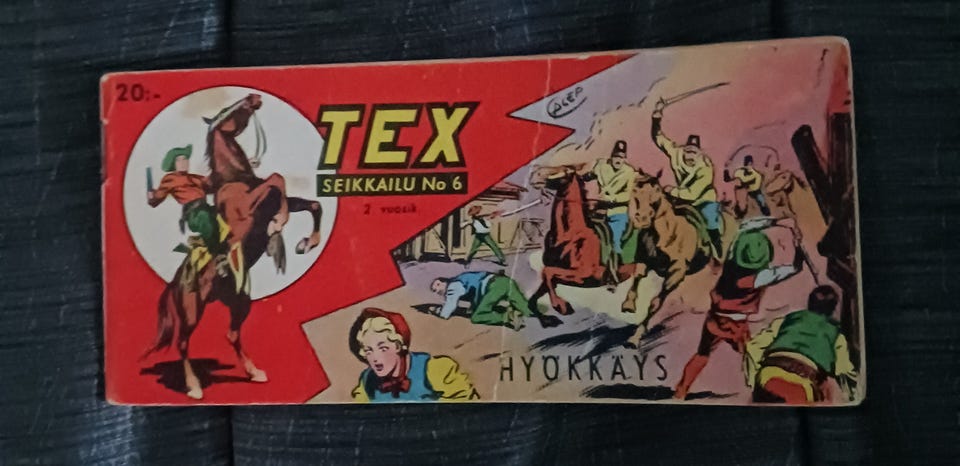 20:-
TEX
SEIKKAILU No 6
2. vuosik.
HYÖKKÄYS